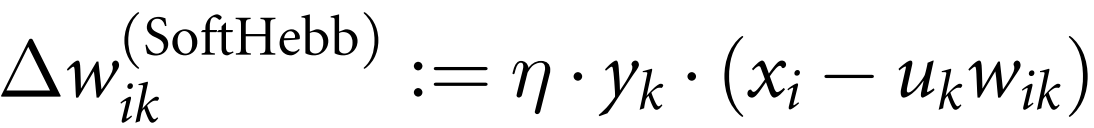 Δw_{ik}^{(SoftHebb)} := η · y_k · (x_i − u_k w_{ik})